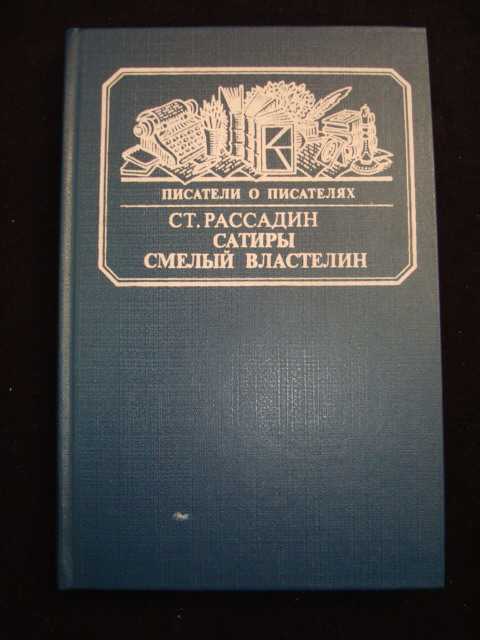 ПИСАТЕЛИ О ПИСАТЕЛЯХ
СТ. РАССАДИН
САТИРЫ
СМЕЛЫЙ ВЛАСТЕЛИН